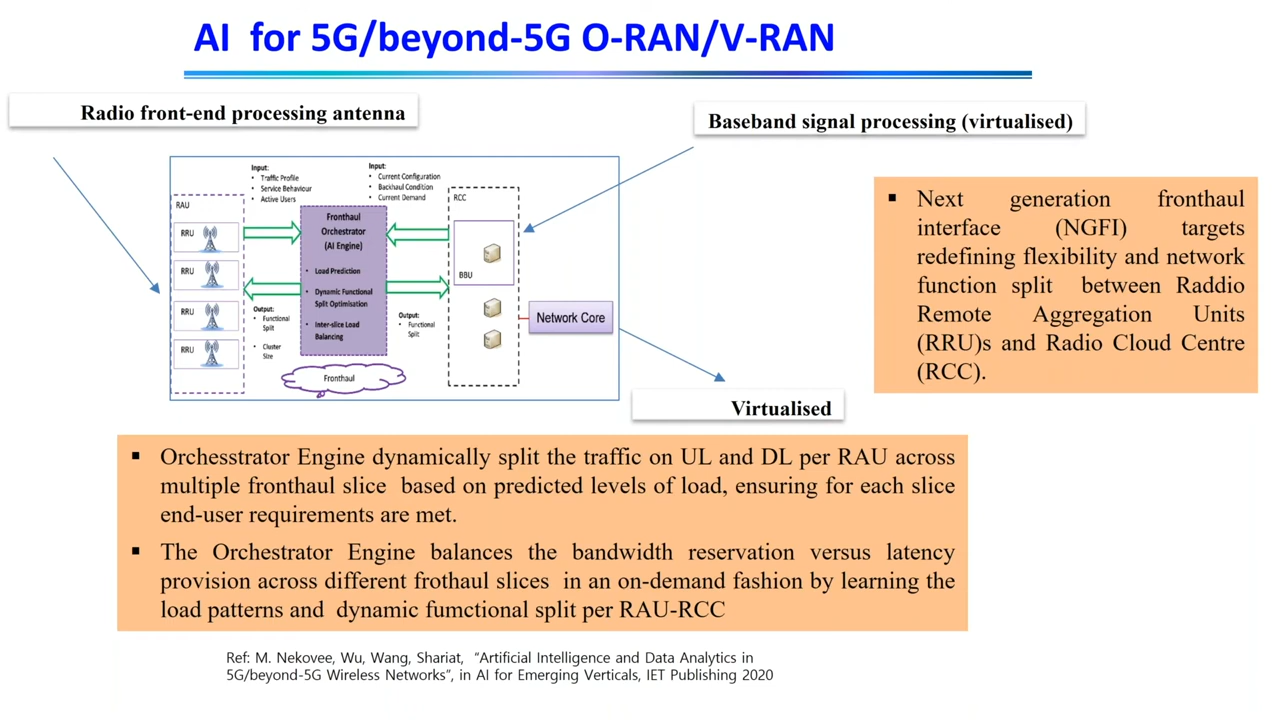 AI for 5G/beyond-5G O-RAN/V-RAN
Radio front-end processing antenna
Baseband signal processing (virtualised)
Input:
• Traffic Profile
• Service Behaviour
• Active Users
Input:
• Current Configuration
• Backhaul Condition
• Current Demand
RAU
RRU
RRU
RRU
RRU
Fronthaul
Orchestrator
(AI Engine)
• Load Prediction
• Dynamic Functional
Split Optimisation
• Inter-slice Load
Balancing
Output:
• Functional
Split
• Cluster
Size
Output:
• Functional
Split
Fronthaul
RCC
BBU
Network Core
Virtualised
▪ Next generation fronthaul
interface (NGFI) targets
redefining flexibility and network
function split between Raddio
Remote Aggregation Units
(RRU)s and Radio Cloud Centre
(RCC).
▪ Orchesstrator Engine dynamically split the traffic on UL and DL per RAU across
multiple fronthaul slice based on predicted levels of load, ensuring for each slice
end-user requirements are met.
▪ The Orchestrator Engine balances the bandwidth reservation versus latency
provision across different frothaul slices in an on-demand fashion by learning the
load patterns and dynamic fumctional split per RAU-RCC
Ref: M. Nekovee, Wu, Wang, Shariat, "Artificial Intelligence and Data Analytics in
5G/beyond-5G Wireless Networks", in AI for Emerging Verticals, IET Publishing 2020